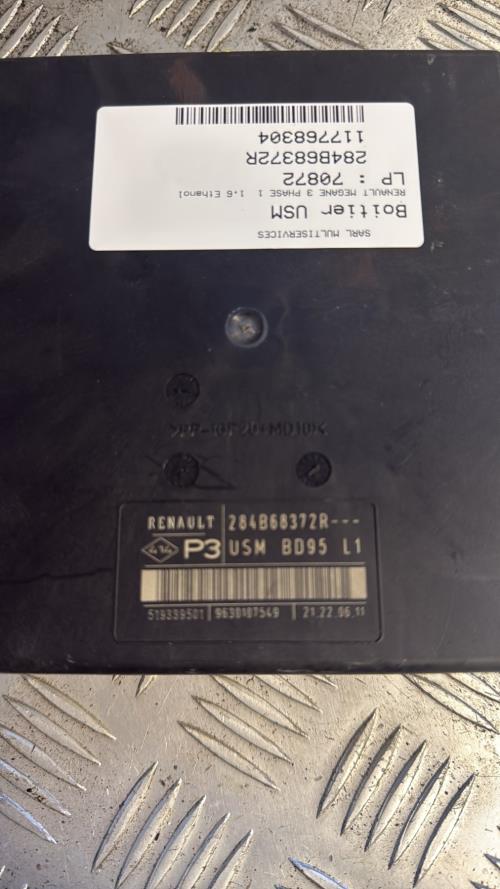 SARL MULTISERVICES
Boitier USM
RENAULT MEGANE 3 PHASE 1 1.6 Ethanol
LP : 70872
284B68372R
117768304
RENAULT 284B68372R---
P3 USM BD95 L1
519339501 9630107549 21.22.06.11